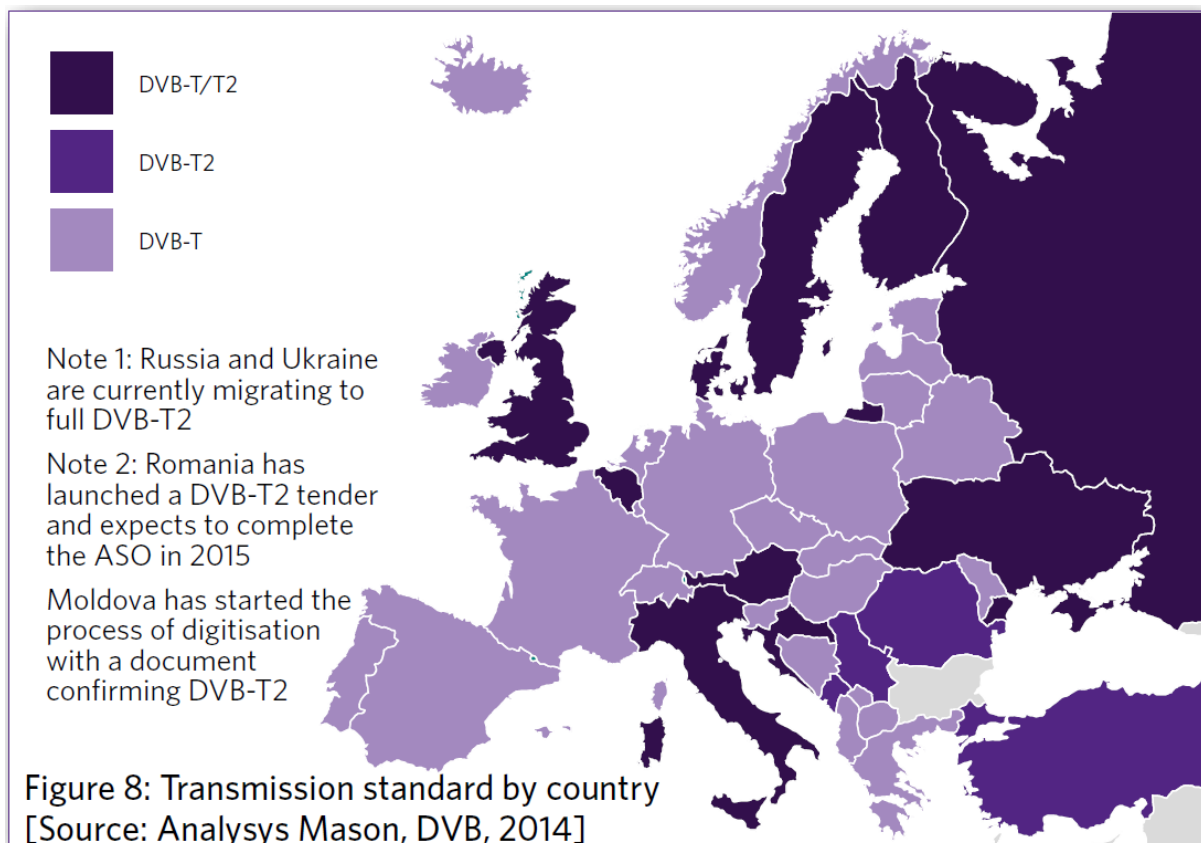 DVB-T/T2
DVB-T2
DVB-T
Note 1: Russia and Ukraine
are currently migrating to
full DVB-T2
Note 2: Romania has
launched a DVB-T2 tender
and expects to complete
the ASO in 2015
Moldova has started the
process of digitisation
with a document
confirming DVB-T2
Figure 8: Transmission standard by country
[Source: Analysys Mason, DVB, 2014]